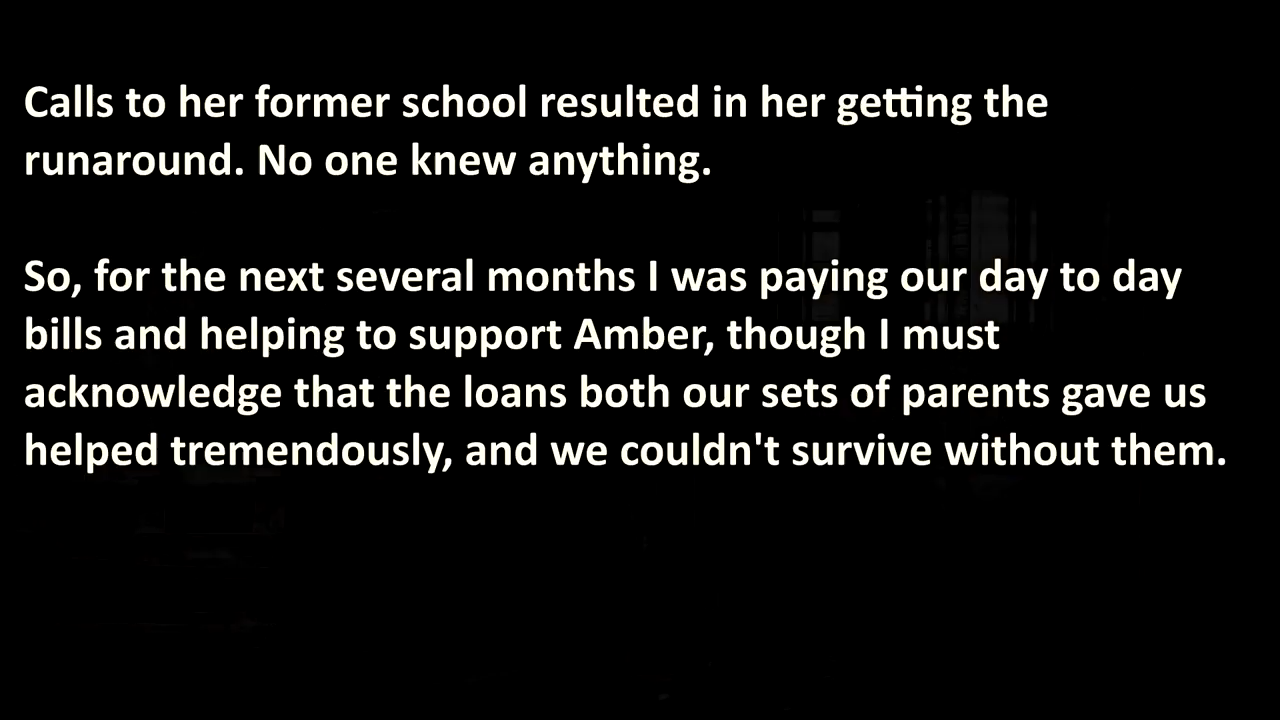 Calls to her former school resulted in her getting the
runaround. No one knew anything.
So, for the next several months I was paying our day to day
bills and helping to support Amber, though I must
acknowledge that the loans both our sets of parents gave us
helped tremendously, and we couldn't survive without them.